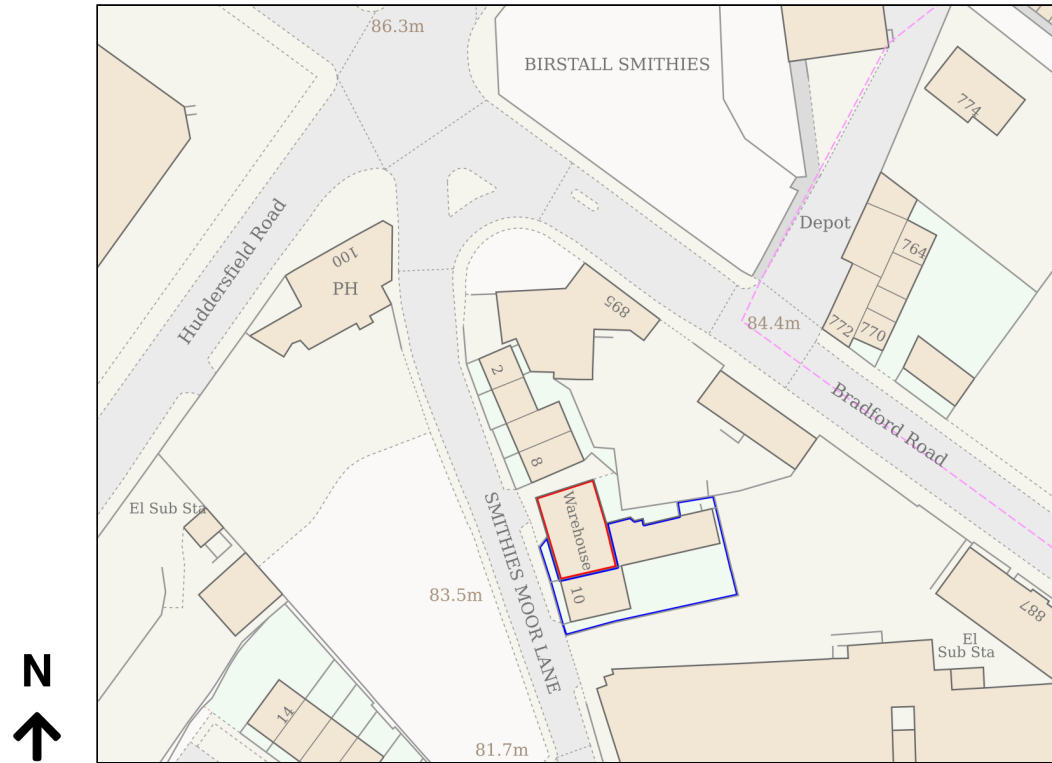 86.3m
BIRSTALL SMITHIES
774
Huddersfield Road
100
PH
Depot
764
895
84.4m
772
770
2
Bradford Road
8
El Sub Sta
SMITHIES MOOR LANE
Warehouse
10
83.5m
887
El
Sub Sta
N
14
81.7m